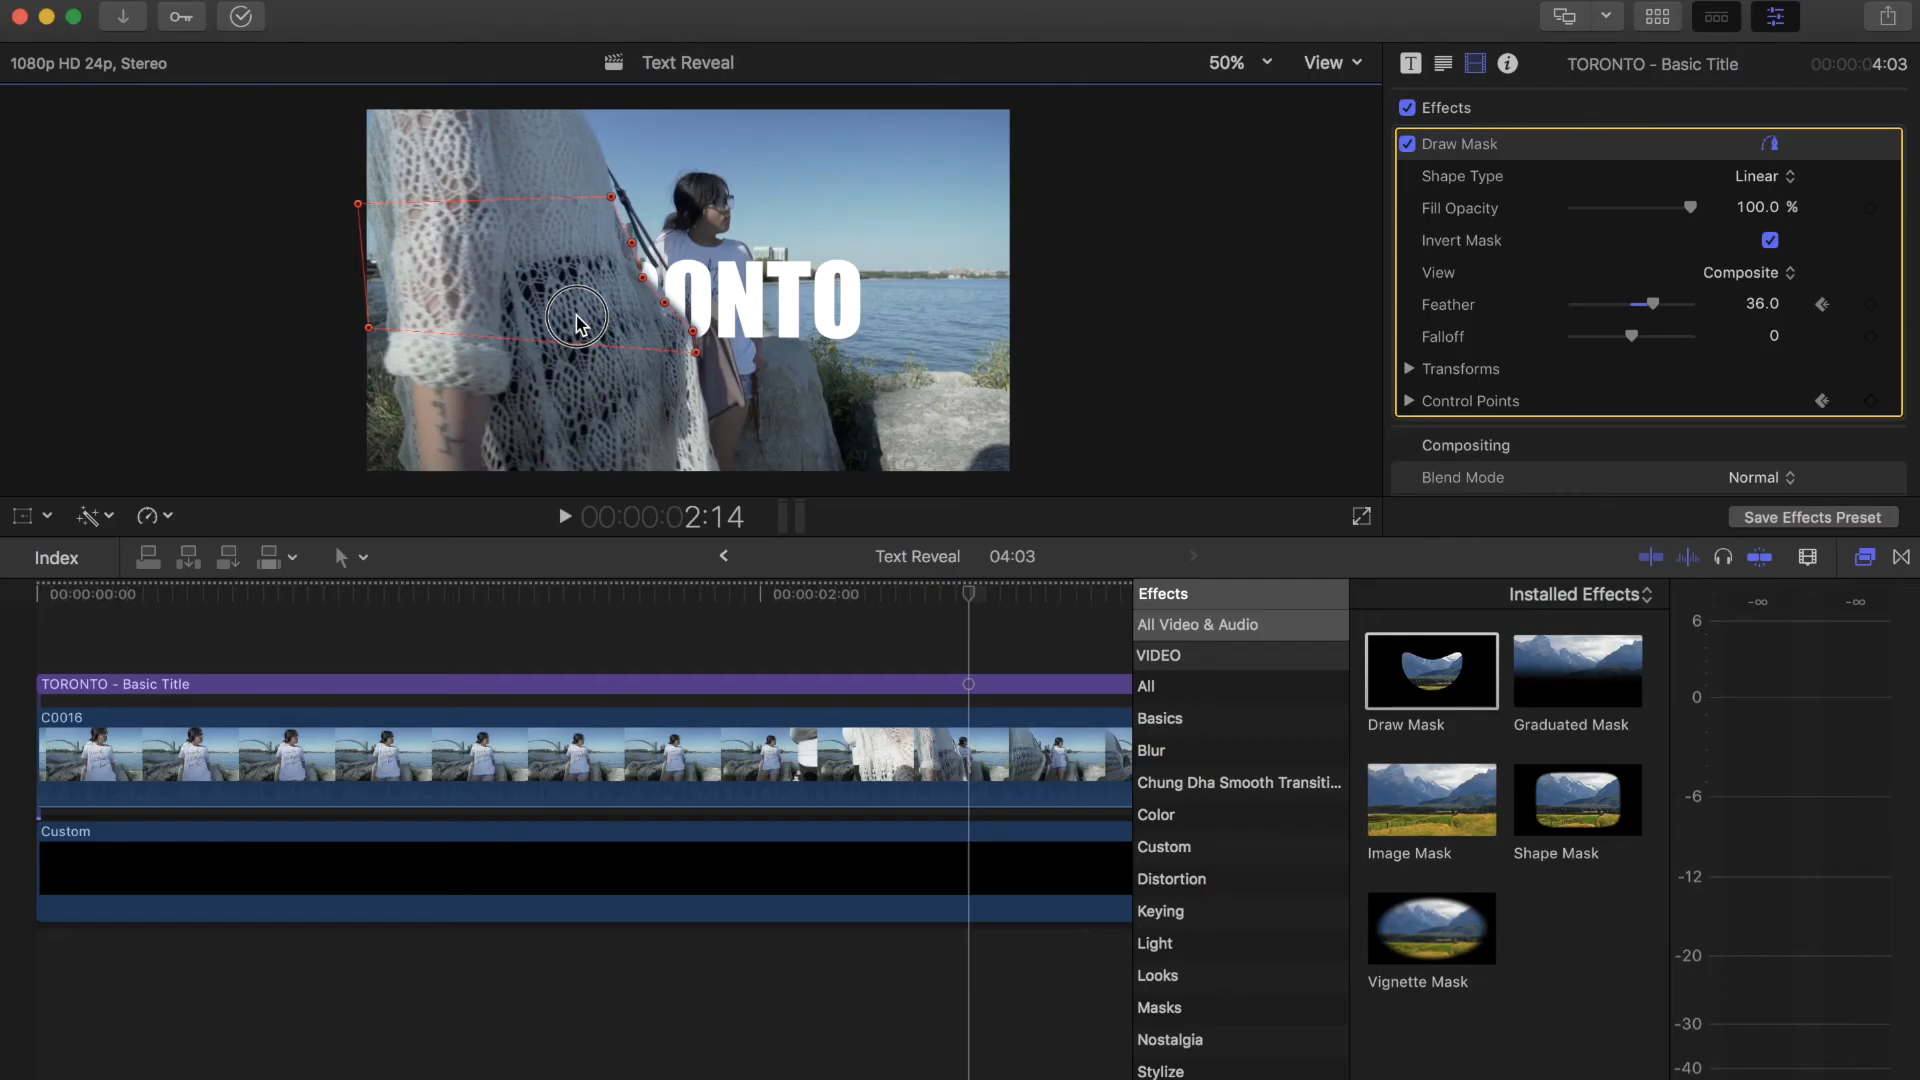 1080p HD 24p, Stereo
Text Reveal
50%
View
T
i
TORONTO - Basic Title
00:00:04:03
Effects
Draw Mask
Shape Type
Linear
Fill Opacity
100.0 %
Invert Mask
View
Composite
Feather
36.0
Falloff
0
Transforms
Control Points
Compositing
Blend Mode
Normal
RONTO
00:00:02:14
Save Effects Preset
Index
Text Reveal
04:03
00:00:00:00
00:00:02:00
TORONTO - Basic Title
C0016
Custom
Effects
All Video & Audio
VIDEO
All
Basics
Blur
Chung Dha Smooth Transiti...
Color
Custom
Distortion
Keying
Light
Looks
Masks
Nostalgia
Stylize
Installed Effects
Draw Mask
Graduated Mask
Image Mask
Shape Mask
Vignette Mask
-∞
-∞
6
0
-6
-12
-20
-30
-40